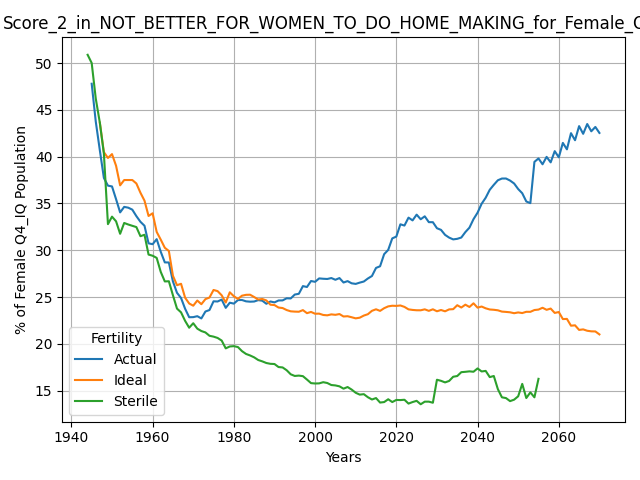 Score_2_in_NOT_BETTER_FOR_WOMEN_TO_DO_HOME_MAKING_for_Female_
% of Female Q4_IQ Population
50
45
40
35
30
25
20
15
Fertility
Actual
Ideal
Sterile
1940
1960
1980
2000
2020
2040
2060
Years